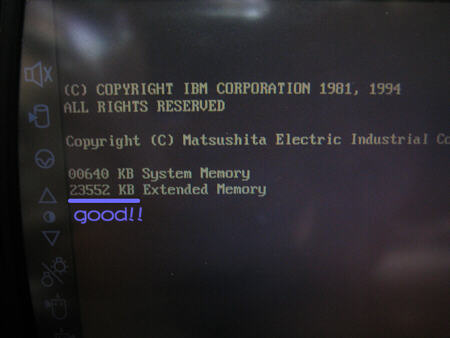 (C) COPYRIGHT IBM CORPORATION 1981, 1994
ALL RIGHTS RESERVED
Copyright (C) Matsushita Electric Industrial Co
00640 KB System Memory
23552 KB Extended Memory
good!!